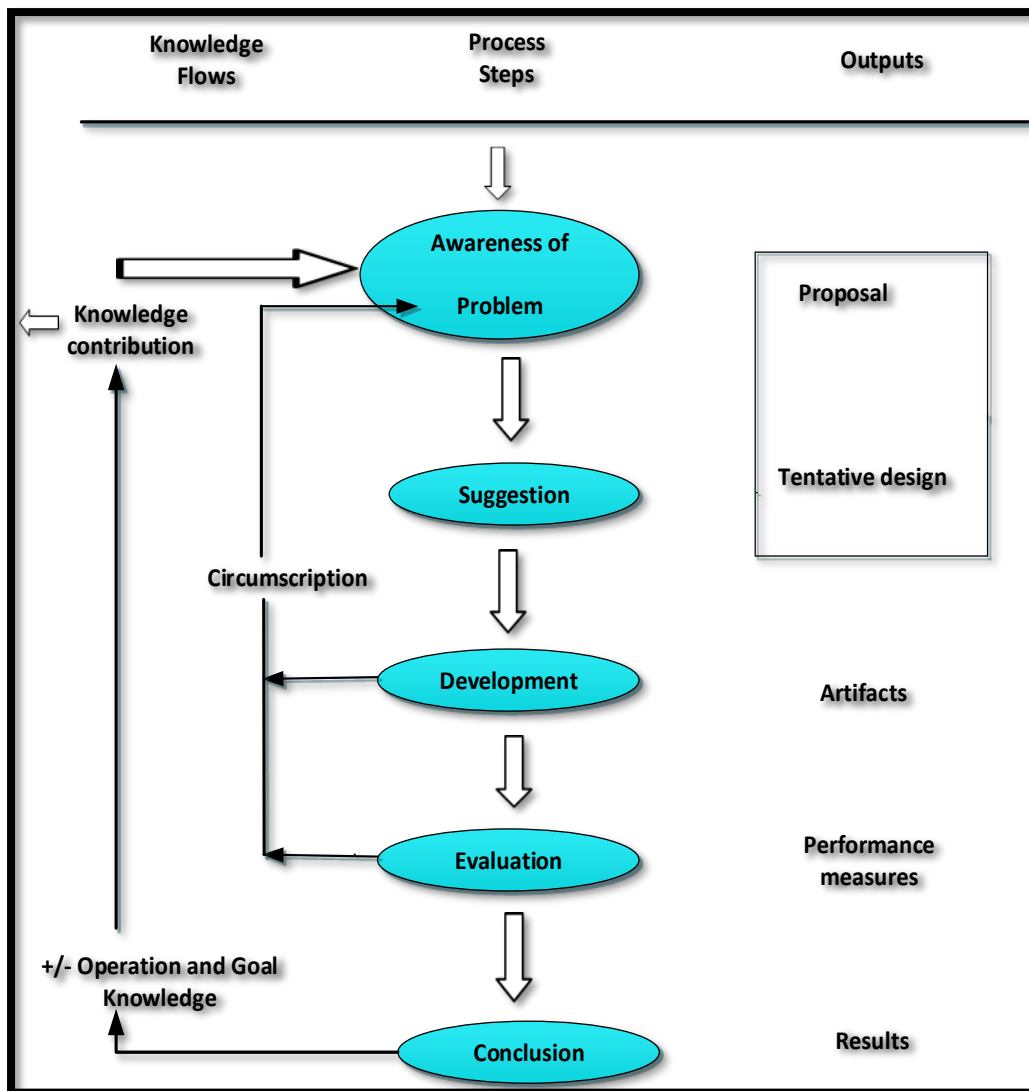 Knowledge
Flows
Process
Steps
Outputs
Awareness of
Problem
Proposal
Knowledge
contribution
Suggestion
Tentative design
Circumscription
Development
Artifacts
Evaluation
Performance
measures
+/- Operation and Goal
Knowledge
Conclusion
Results